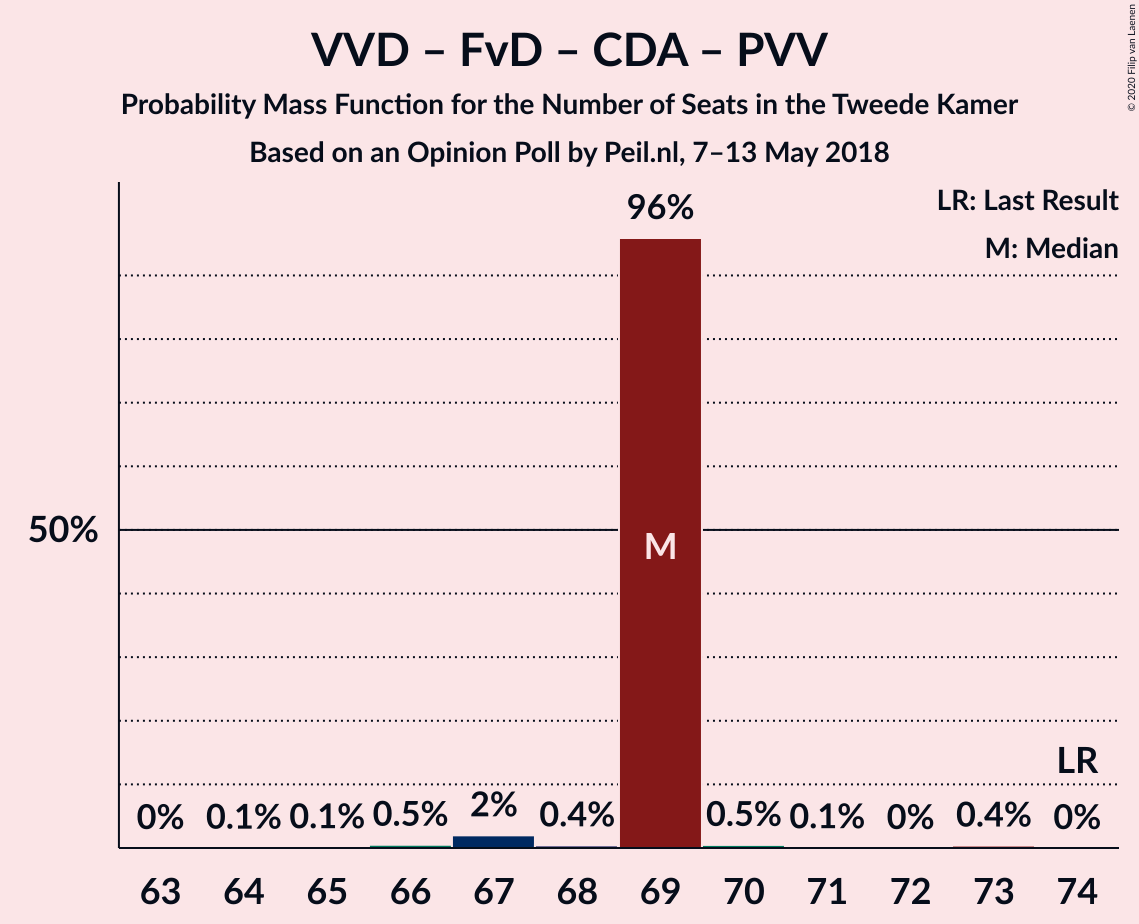 VVD – FvD – CDA – PVV
Probability Mass Function for the Number of Seats in the Tweede Kamer
Based on an Opinion Poll by Peil.nl, 7–13 May 2018
© 2020 Filip van Laenen
LR: Last Result
M: Median
96%
50%
M
LR
0% 0.1% 0.1% 0.5% 2% 0.4% 0.5% 0.1% 0% 0.4% 0%
63 64 65 66 67 68 69 70 71 72 73 74